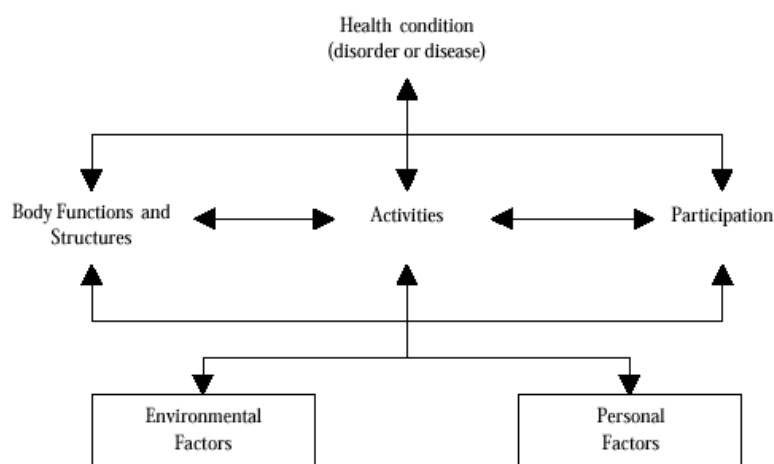 Health condition
(disorder or disease)
Body Functions and
Structures
Activities
Participation
Environmental
Factors
Personal
Factors